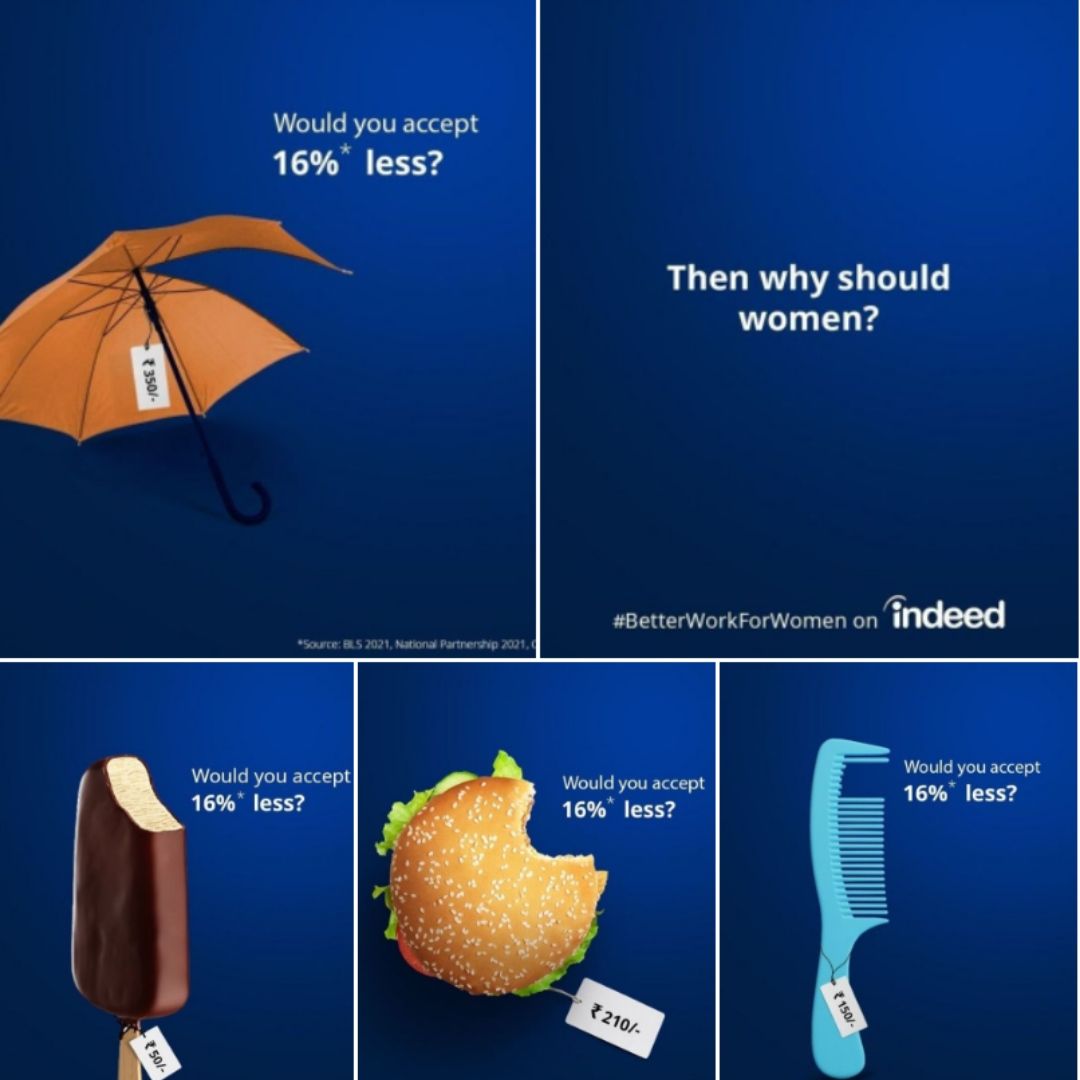 Would you accept
16%* less?
₹ 350/-
*Source: BLS 2021, National Partnership 2021,
Then why should
women?
#BetterWorkForWomen on indeed
Would you accept
16%* less?
₹ 50/-
Would you accept
16%* less?
₹ 210/-
Would you accept
16%* less?
₹ 150/-